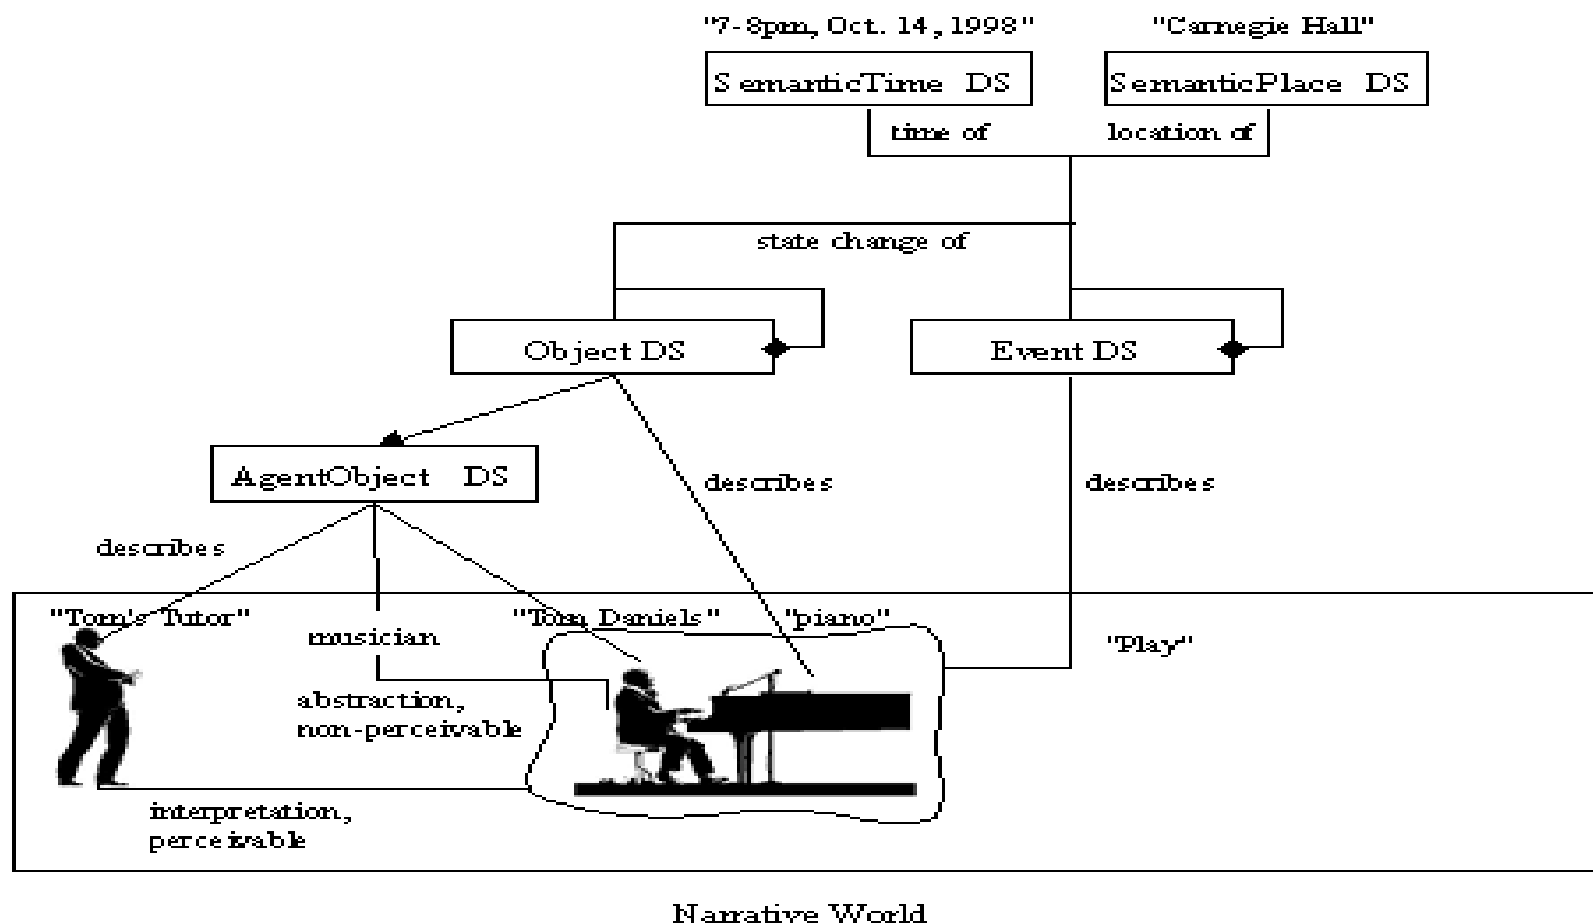 "7-8pm, Oct. 14, 1998" "Carnegie Hall"
SemanticTime DS SemanticPlace DS
time of location of
state change of
Object DS Event DS
AgentObject DS
describes describes
describes
"Tom's Tutor" "Tom Daniels" "piano"
musician "Play"
abstraction,
non-perceivable
interpretation,
perceivable
Narrative World